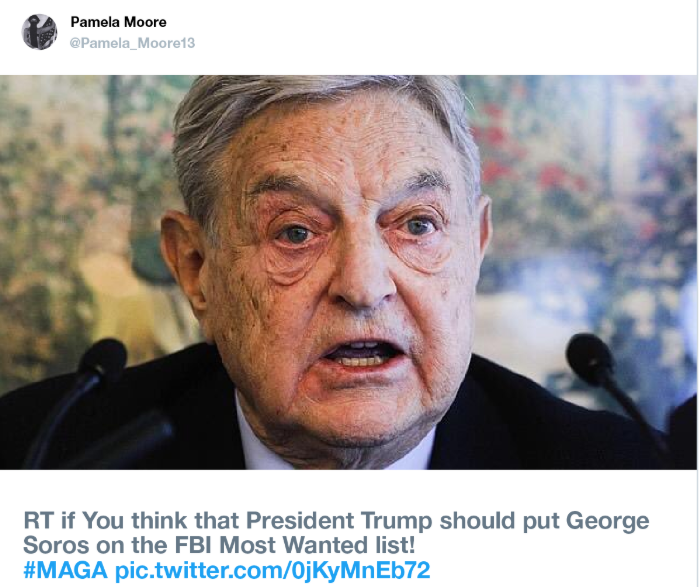 Pamela Moore
@Pamela_Moore13
RT if You think that President Trump should put George
Soros on the FBI Most Wanted list!
#MAGA pic.twitter.com/0jKyMnEb72